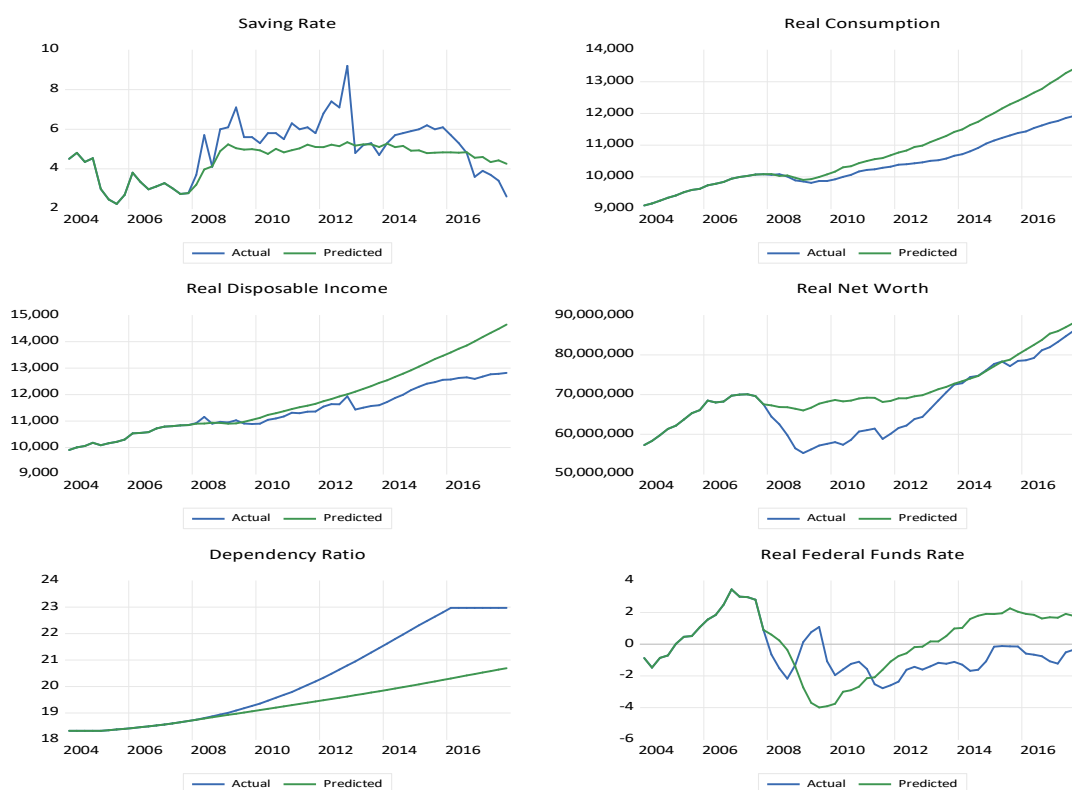 Saving Rate
10
8
6
4
2
2004 2006 2008 2010 2012 2014 2016
Actual Predicted
Real Consumption
14,000
13,000
12,000
11,000
10,000
9,000
2004 2006 2008 2010 2012 2014 2016
Actual Predicted
Real Disposable Income
15,000
14,000
13,000
12,000
11,000
10,000
9,000
2004 2006 2008 2010 2012 2014 2016
Actual Predicted
Real Net Worth
90,000,000
80,000,000
70,000,000
60,000,000
50,000,000
2004 2006 2008 2010 2012 2014 2016
Actual Predicted
Dependency Ratio
24
23
22
21
20
19
18
2004 2006 2008 2010 2012 2014 2016
Actual Predicted
Real Federal Funds Rate
4
2
0
-2
-4
-6
2004 2006 2008 2010 2012 2014 2016
Actual Predicted